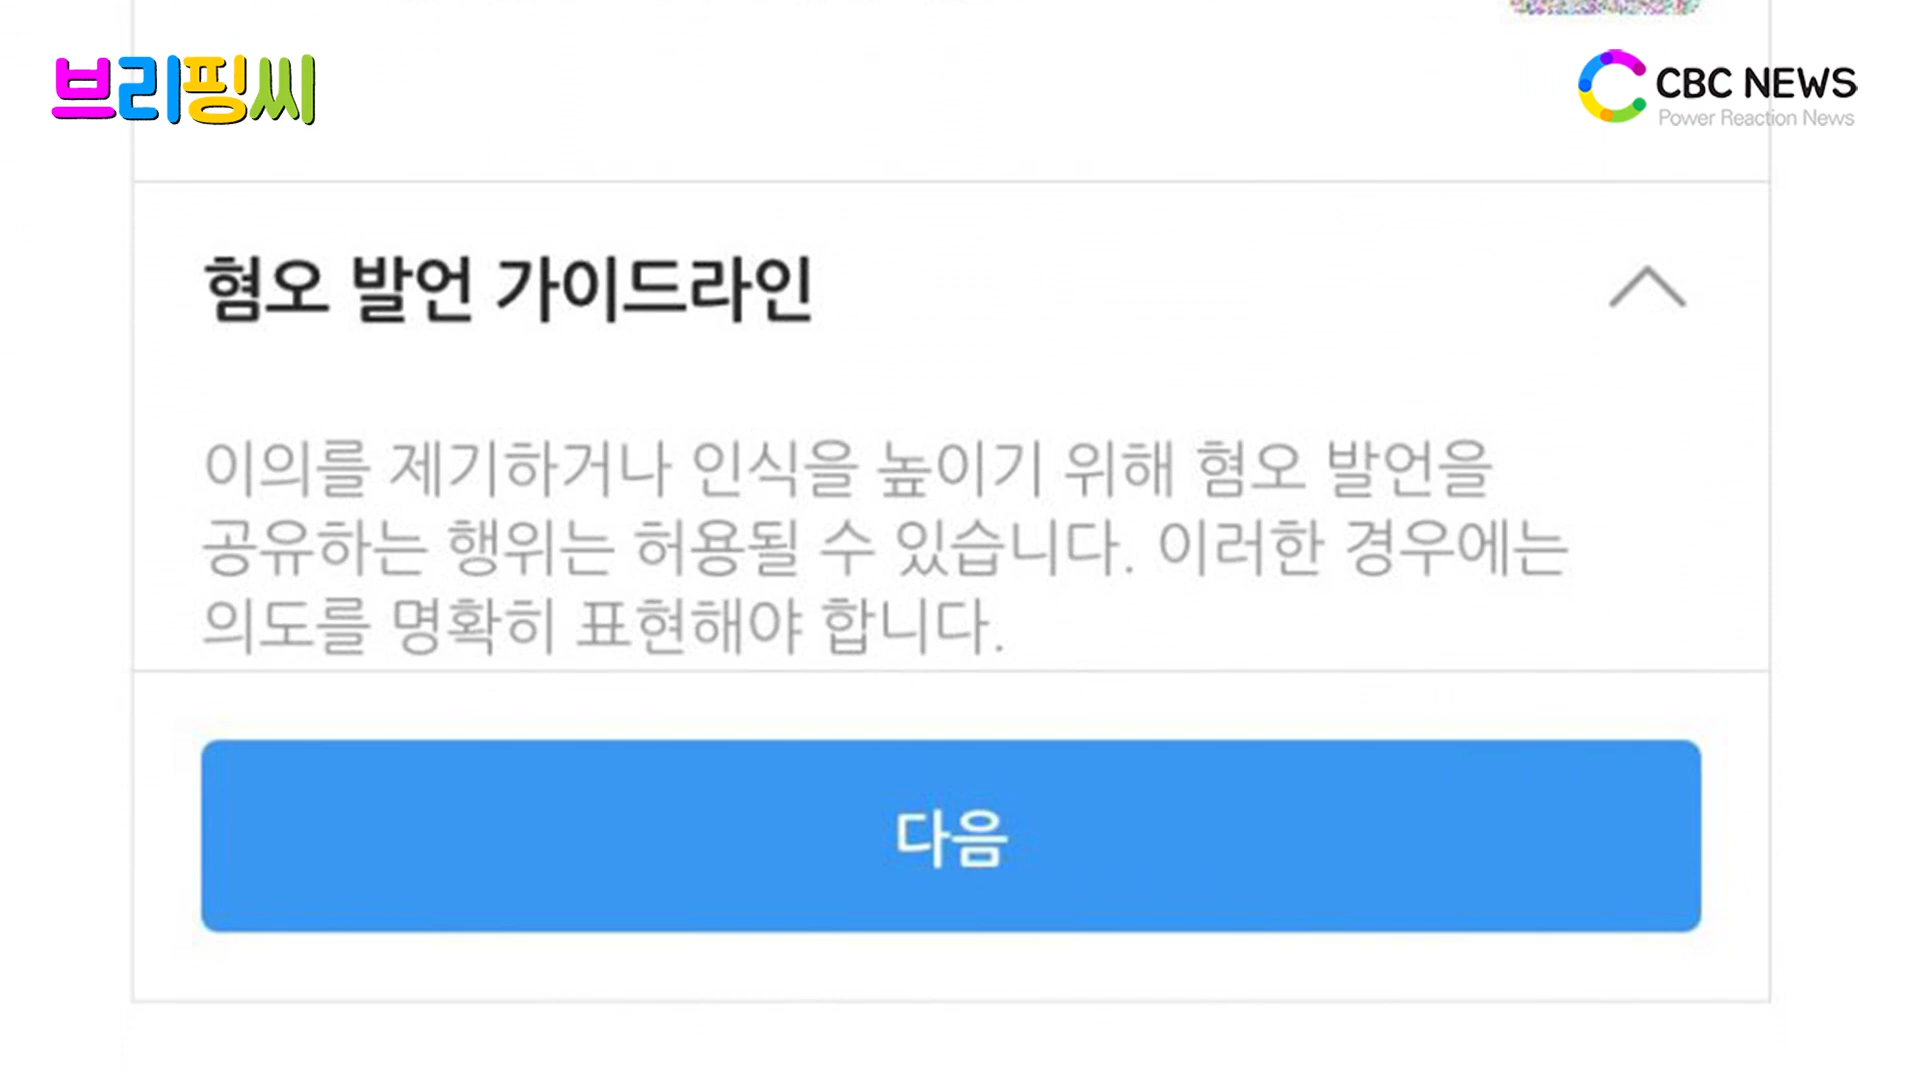 브리핑씨
CBC NEWS
Power Reaction News
혐오 발언 가이드라인
이의를 제기하거나 인식을 높이기 위해 혐오 발언을
공유하는 행위는 허용될 수 있습니다. 이러한 경우에는
의도를 명확히 표현해야 합니다.
다음